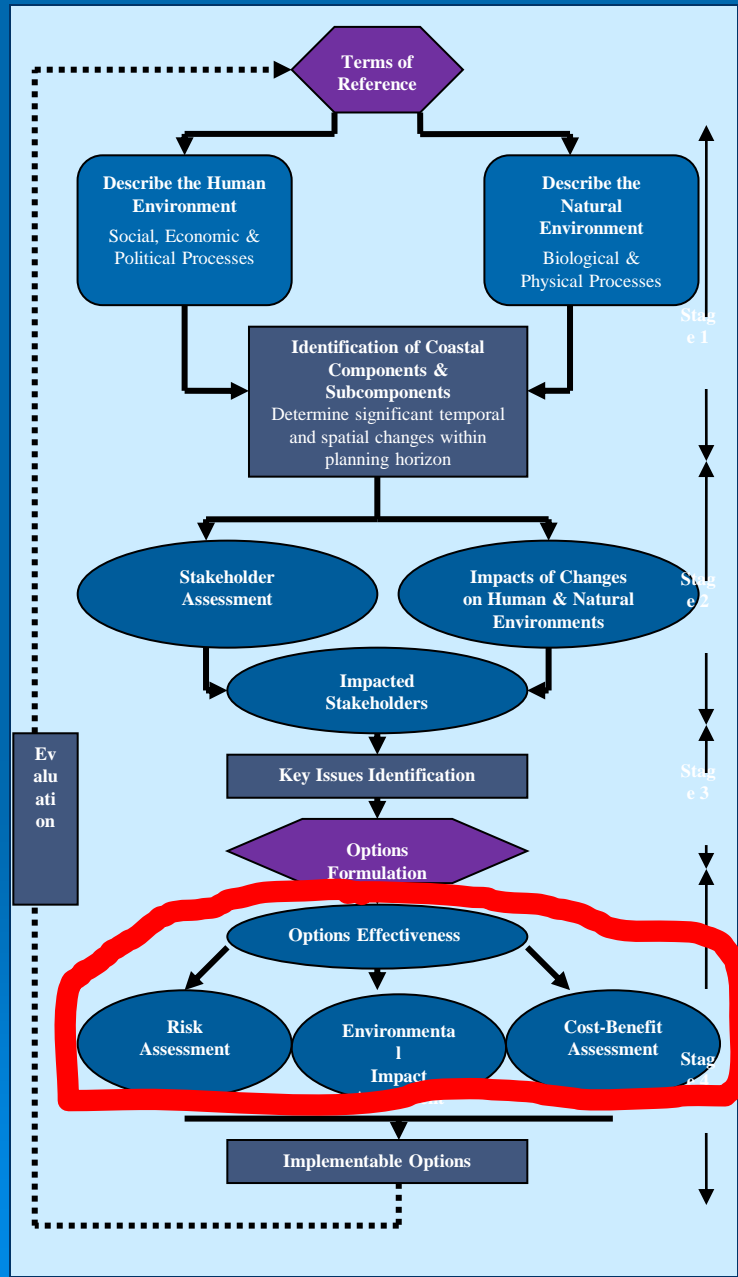 Terms of
Reference
Describe the Human
Environment
Social, Economic &
Political Processes
Describe the
Natural
Environment
Biological &
Physical Processes
Stag
e 1
Identification of Coastal
Components &
Subcomponents
Determine significant temporal
and spatial changes within
planning horizon
Stakeholder
Assessment
Impacts of Changes
on Human & Natural
Environments
Stag
e 2
Impacted
Stakeholders
Ev
alu
ati
on
Key Issues Identification
Stag
e 3
Options
Formulation
Options Effectiveness
Risk
Assessment
Environmenta
l
Impact
Cost-Benefit
Assessment
Stag
Implementable Options